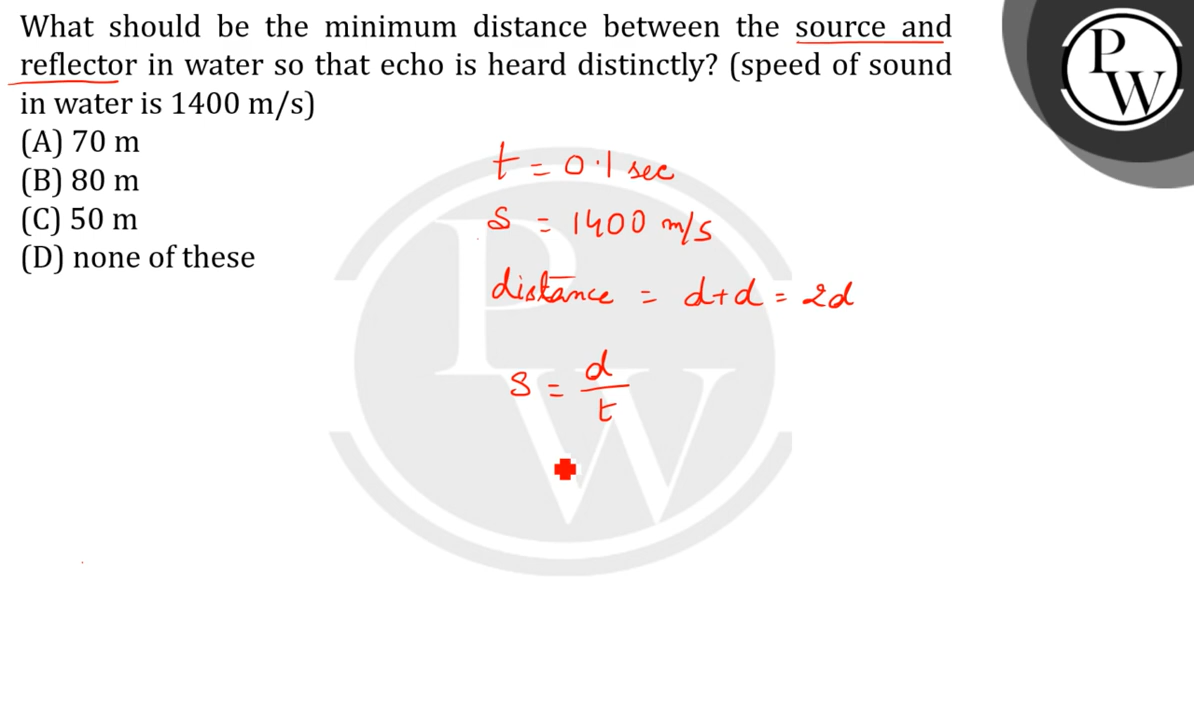 What should be the minimum distance between the source and
reflector in water so that echo is heard distinctly? (speed of sound
in water is 1400 m/s)
(A) 70 m
(B) 80 m
(C) 50 m
(D) none of these
t = 0.1 sec
s = 1400 m/s
distance = d+d = 2d
s = d/t
PW
PW